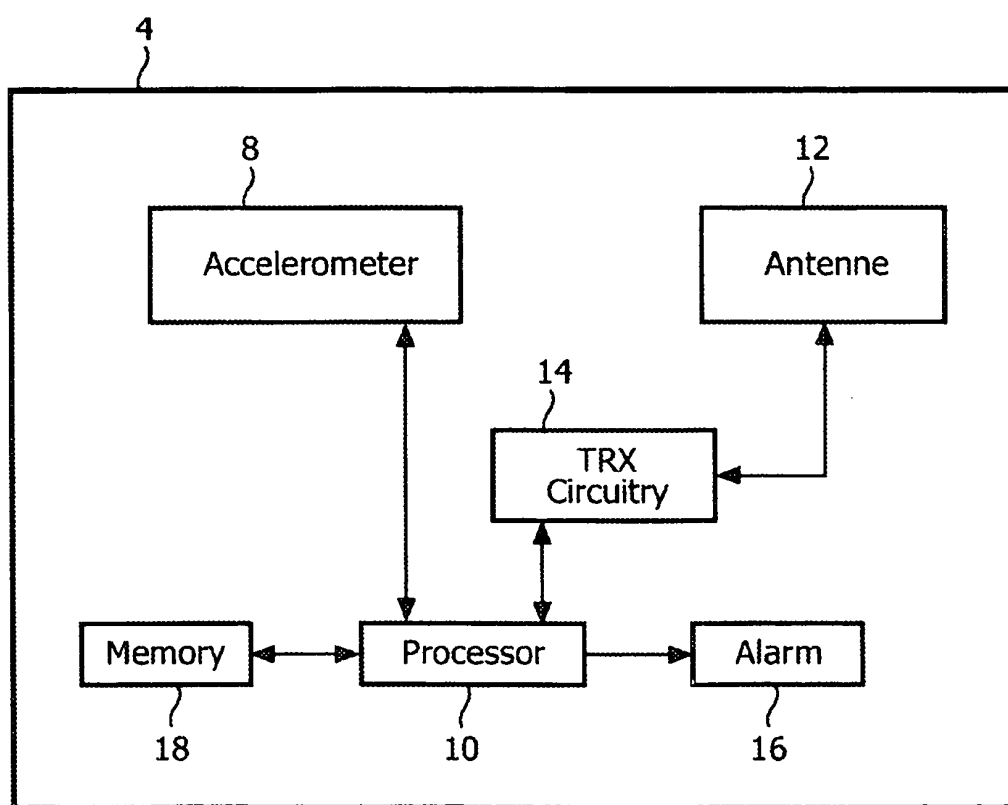 4
8
12
Accelerometer
Antenne
14
TRX
Circuitry
Memory
Processor
Alarm
18
10
16